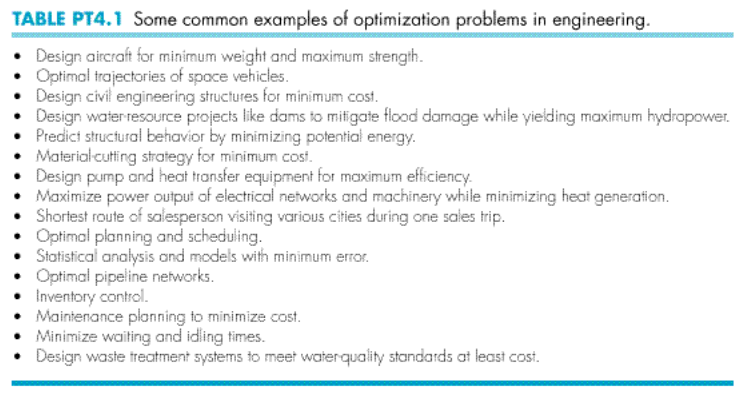 TABLE PT4.1 Some common examples of optimization problems in engineering.
• Design aircraft for minimum weight and maximum strength.
• Optimal trajectories of space vehicles.
• Design civil engineering structures for minimum cost.
• Design water-resource projects like dams to mitigate flood damage while yielding maximum hydropower.
• Predict structural behavior by minimizing potential energy.
• Material-cutting strategy for minimum cost.
• Design pump and heat transfer equipment for maximum efficiency.
• Maximize power output of electrical networks and machinery while minimizing heat generation.
• Shortest route of salesperson visiting various cities during one sales trip.
• Optimal planning and scheduling.
• Statistical analysis and models with minimum error.
• Optimal pipeline networks.
• Inventory control.
• Maintenance planning to minimize cost.
• Minimize waiting and idling times.
• Design waste treatment systems to meet water-quality standards at least cost.